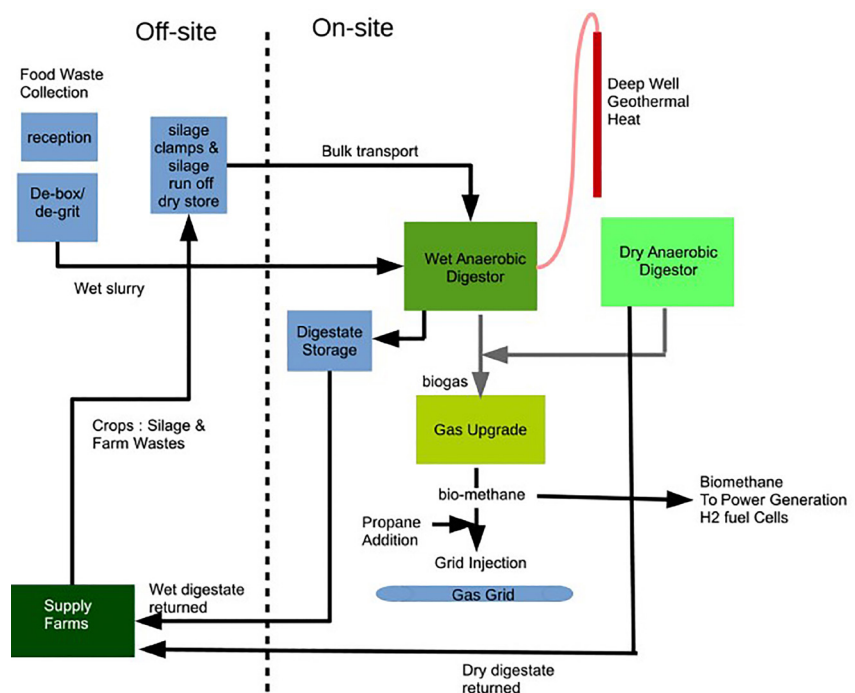 Off-site
On-site
Food Waste
Collection
reception
De-box/
de-grit
silage
clamps &
silage
run off
dry store
Bulk transport
Deep Well
Geothermal
Heat
Wet Anaerobic
Digestor
Dry Anaerobic
Digestor
Wet slurry
Digestate
Storage
biogas
Crops : Silage &
Farm Wastes
Gas Upgrade
bio-methane
Biomethane
To Power Generation
H2 fuel Cells
Propane
Addition
Grid Injection
Gas Grid
Supply
Farms
Wet digestate
returned
Dry digestate
returned